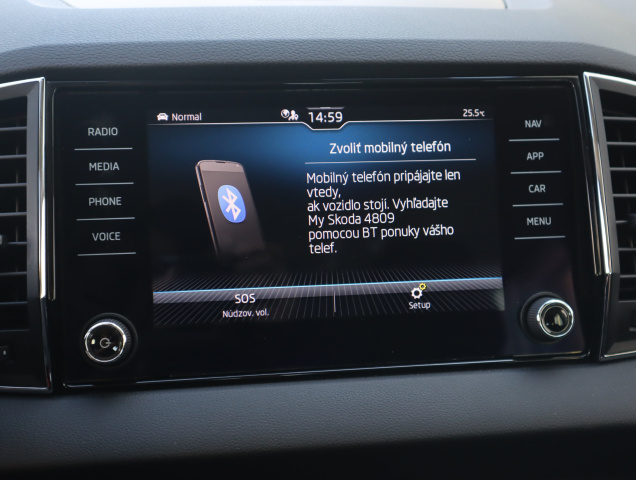 Normal
14:59
25.5°C
RADIO
MEDIA
PHONE
VOICE
Zvoliť mobilný telefón
Mobilný telefón pripájajte len
vtedy,
ak vozidlo stojí. Vyhľadajte
My Skoda 4809
pomocou BT ponuky vášho
telef.
SOS
Núdzov. vol.
Setup
NAV
APP
CAR
MENU